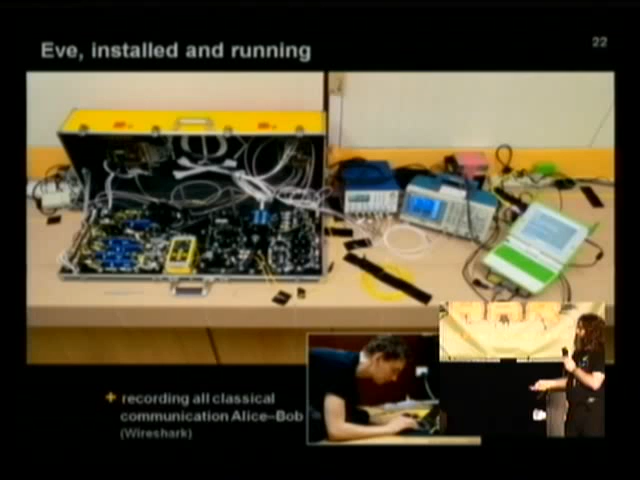 22
Eve, installed and running
+ recording all classical
communication Alice–Bob
(Wireshark)